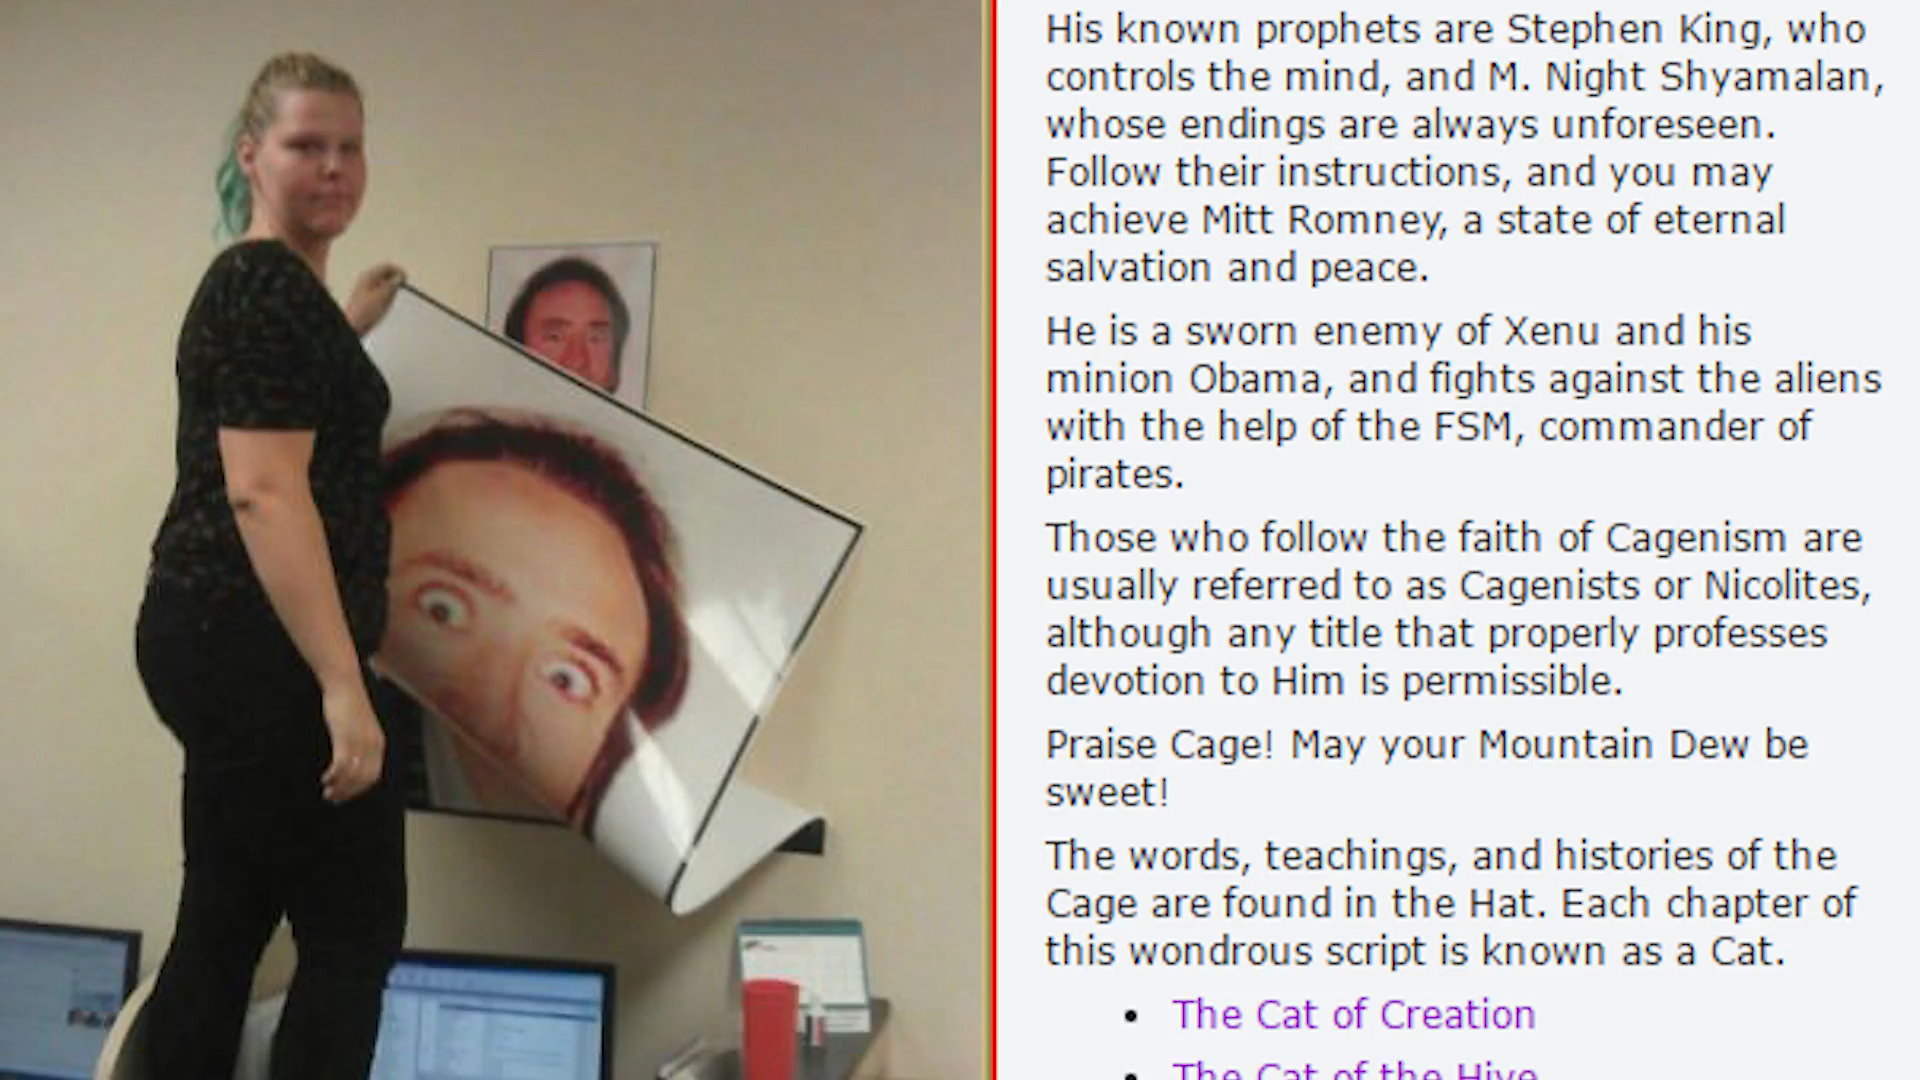 His known prophets are Stephen King, who
controls the mind, and M. Night Shyamalan,
whose endings are always unforeseen.
Follow their instructions, and you may
achieve Mitt Romney, a state of eternal
salvation and peace.
He is a sworn enemy of Xenu and his
minion Obama, and fights against the aliens
with the help of the FSM, commander of
pirates.
Those who follow the faith of Cagenism are
usually referred to as Cagenists or Nicolites,
although any title that properly professes
devotion to Him is permissible.
Praise Cage! May your Mountain Dew be
sweet!
The words, teachings, and histories of the
Cage are found in the Hat. Each chapter of
this wondrous script is known as a Cat.
• The Cat of Creation
• The Cat of the Hive